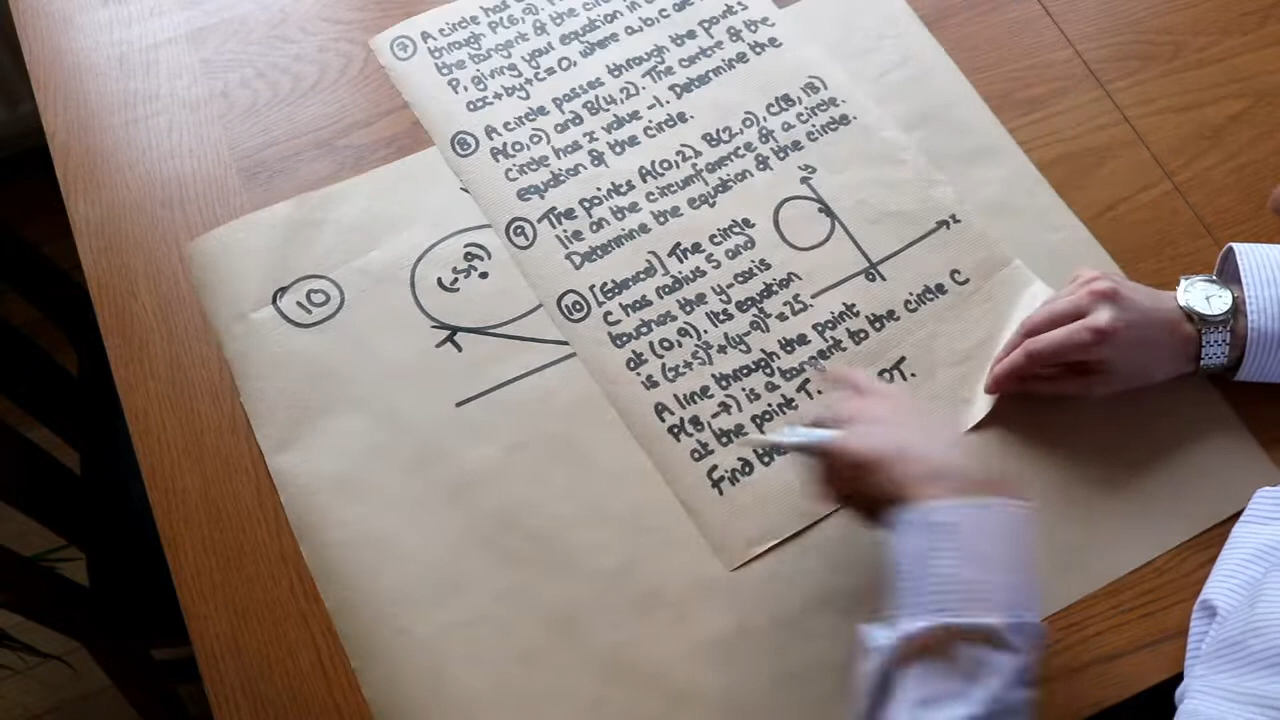 ⑦ A circle has
through P(6,9).
the tangent of the circ
P, giving your equation in
ax+by+c=0, where a,b,c are
⑧ A circle passes through the points
A(0,0) and B(4,2). The centre of the
circle has x value -1. Determine the
equation of the circle.
⑨ The points A(0,2), B(2,0), C(8,18)
lie on the circumference of a circle.
Determine the equation of the circle.
⑩ [Edexcel] The circle
C has radius 5 and
touches the y-axis
at (0,9). Its equation
is (x+5)²+(y-9)²=25.
A line through the point
P(8,-7) is a tangent to the circle C
at the point T.
Find the PT.
y
x
0
10
(-5,9)
T